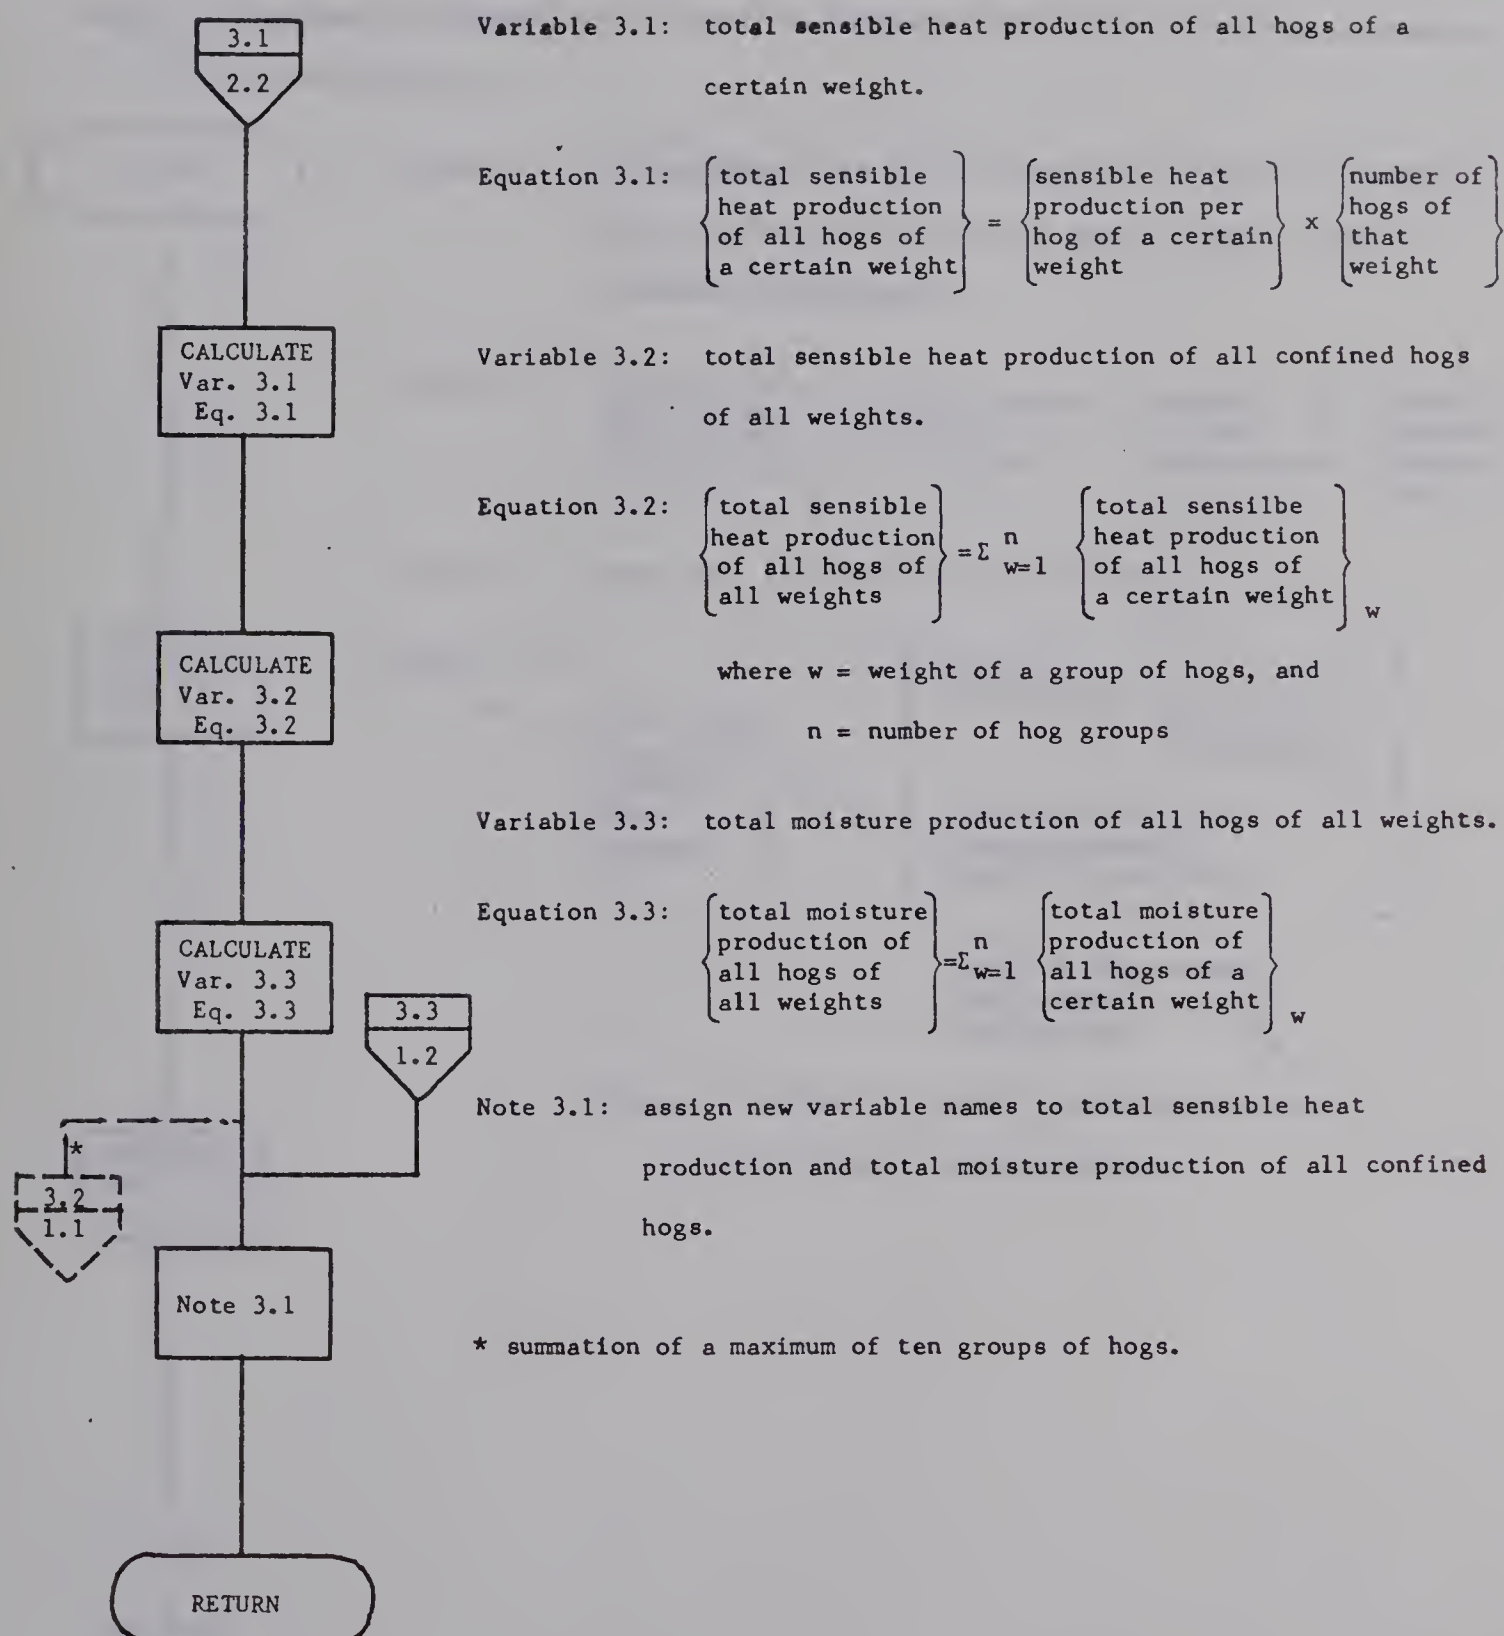 3.1
2.2
CALCULATE
Var. 3.1
Eq. 3.1
CALCULATE
Var. 3.2
Eq. 3.2
CALCULATE
Var. 3.3
Eq. 3.3
3.3
1.2
*
3.2
1.1
Note 3.1
RETURN
Variable 3.1: total sensible heat production of all hogs of a
certain weight.
Equation 3.1:
total sensible
heat production
of all hogs of
a certain weight
=
sensible heat
production per
hog of a certain
weight
x
number of
hogs of
that
weight
Variable 3.2: total sensible heat production of all confined hogs
of all weights.
Equation 3.2:
total sensible
heat production
of all hogs of
all weights
= Σ n w=1
total sensilbe
heat production
of all hogs of
a certain weight
w
where w = weight of a group of hogs, and
n = number of hog groups
Variable 3.3: total moisture production of all hogs of all weights.
Equation 3.3:
total moisture
production of
all hogs of
all weights
=Σ n w=1
total moisture
production of
all hogs of a
certain weight
w
Note 3.1: assign new variable names to total sensible heat
production and total moisture production of all confined
hogs.
* summation of a maximum of ten groups of hogs.